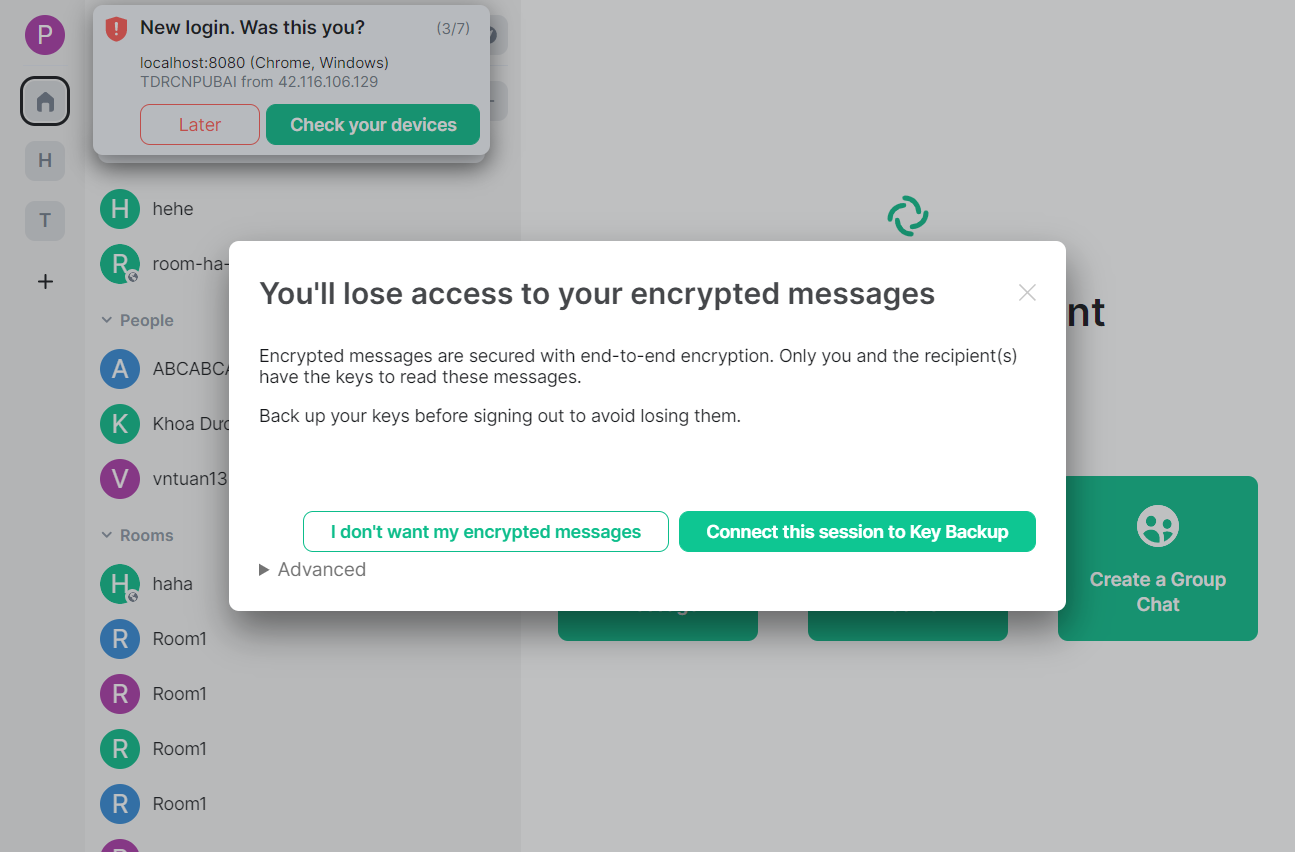 P
New login. Was this you? (3/7)
localhost:8080 (Chrome, Windows)
TDRCNPUBAI from 42.116.106.129
Later
Check your devices
H
T
H hehe
R room-ha-
People
A ABCABCA
K Khoa Dươ
V vntuan13
Rooms
H haha
R Room1
R Room1
R Room1
R Room1
nt
You'll lose access to your encrypted messages
Encrypted messages are secured with end-to-end encryption. Only you and the recipient(s)
have the keys to read these messages.
Back up your keys before signing out to avoid losing them.
I don't want my encrypted messages
Connect this session to Key Backup
Advanced
Create a Group
Chat